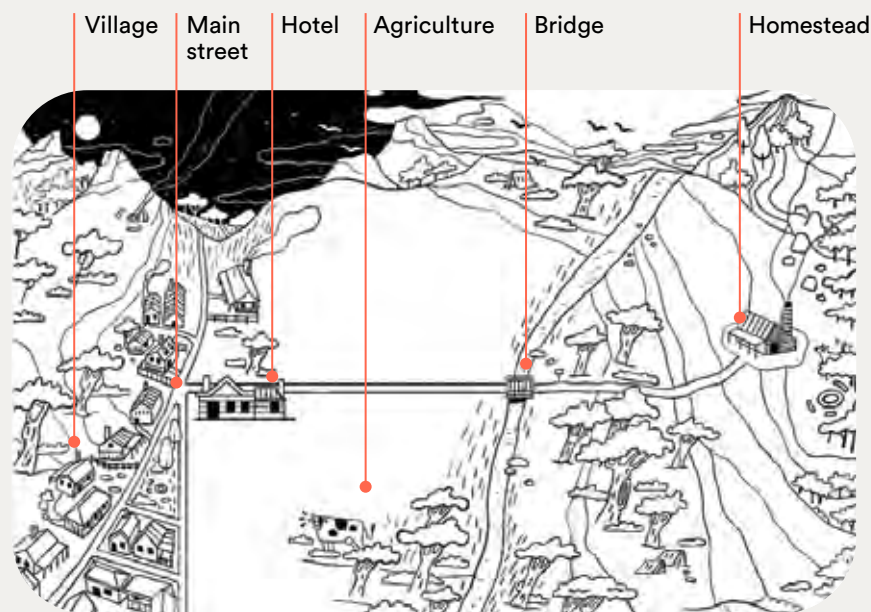 Village
Main
street
Hotel
Agriculture
Bridge
Homestead